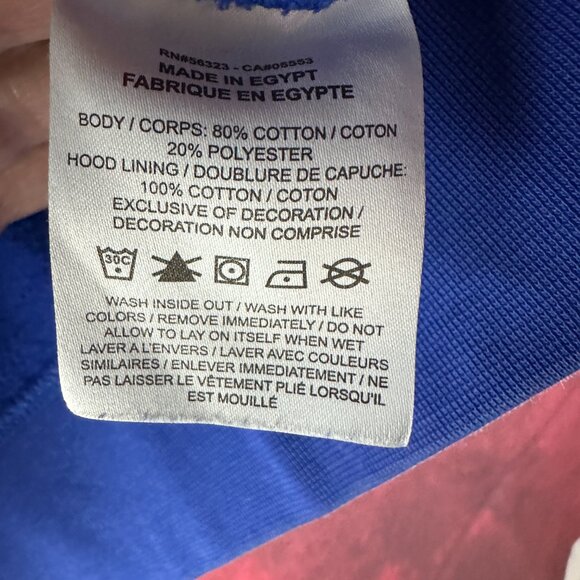 RN#56323 - CA#05553
MADE IN EGYPT
FABRIQUE EN EGYPTE
BODY / CORPS: 80% COTTON / COTON
20% POLYESTER
HOOD LINING / DOUBLURE DE CAPUCHE:
100% COTTON / COTON
EXCLUSIVE OF DECORATION /
DECORATION NON COMPRISE
30C
WASH INSIDE OUT / WASH WITH LIKE
COLORS / REMOVE IMMEDIATELY / DO NOT
ALLOW TO LAY ON ITSELF WHEN WET
LAVER A L'ENVERS / LAVER AVEC COULEURS
SIMILAIRES / ENLEVER IMMEDIATEMENT / NE
PAS LAISSER LE VÊTEMENT PLIÉ LORSQU'IL
EST MOUILLÉ